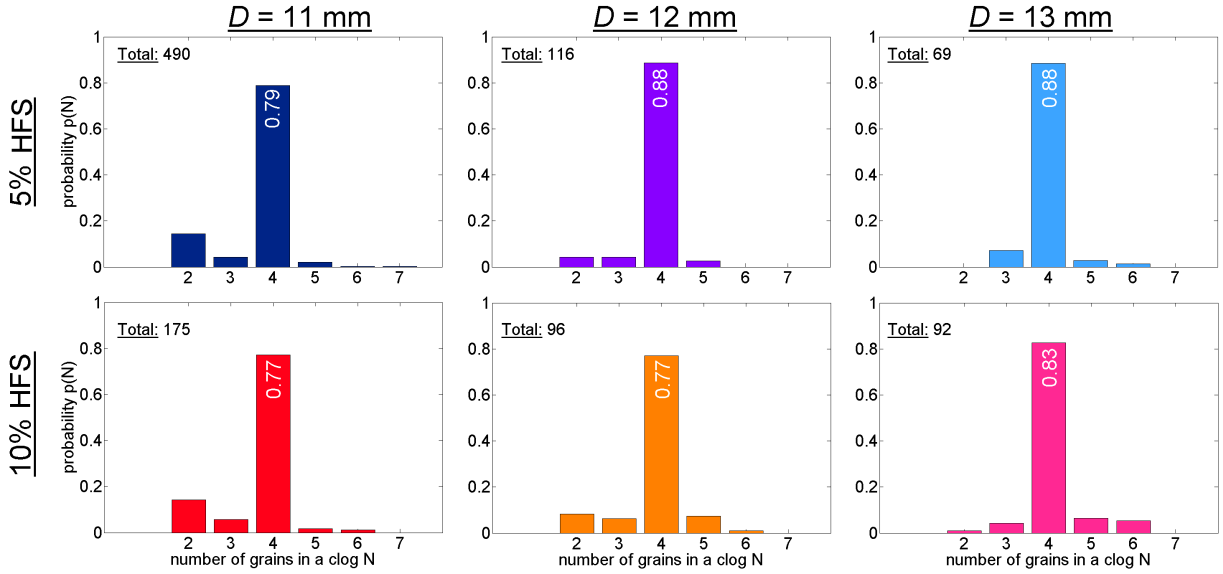 D = 11 mm
D = 12 mm
D = 13 mm
5% HFS
probability p(N)
1
0.8
0.6
0.4
0.2
0
Total: 490
0.79
2 3 4 5 6 7
1
0.8
0.6
0.4
0.2
0
Total: 116
0.88
2 3 4 5 6 7
1
0.8
0.6
0.4
0.2
0
Total: 69
0.88
2 3 4 5 6 7
10% HFS
probability p(N)
1
0.8
0.6
0.4
0.2
0
Total: 175
0.77
2 3 4 5 6 7
number of grains in a clog N
1
0.8
0.6
0.4
0.2
0
Total: 96
0.77
2 3 4 5 6 7
number of grains in a clog N
1
0.8
0.6
0.4
0.2
0
Total: 92
0.83
2 3 4 5 6 7
number of grains in a clog N